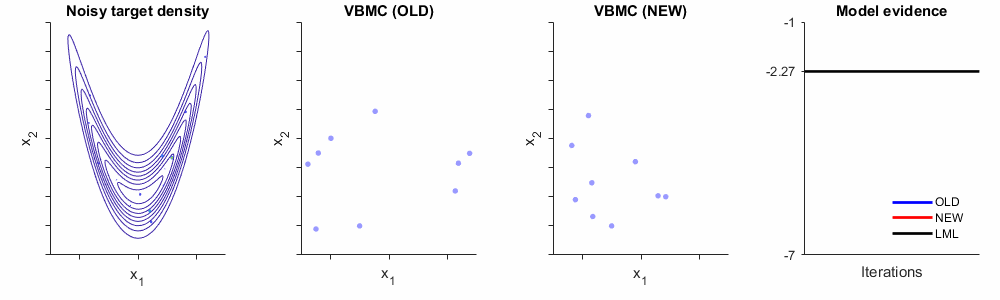 Noisy target density
x2
x1
VBMC (OLD)
x2
x1
VBMC (NEW)
x2
x1
Model evidence
-1
-2.27
-7
OLD
NEW
LML
Iterations